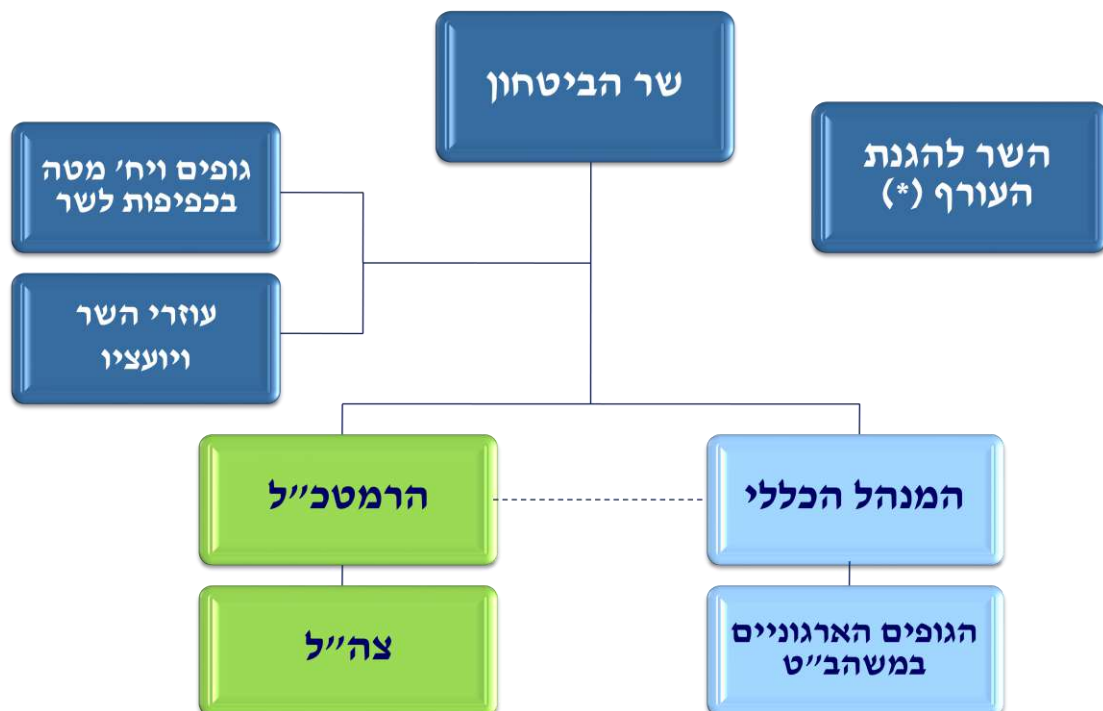 שר הביטחון
השר להגנת
העורף (*)
גופים ויח' מטה
בכפיפות לשר
עוזרי השר
ויועציו
הרמטכ"ל
המנהל הכללי
צה"ל
הגופים הארגוניים
במשהב"ט